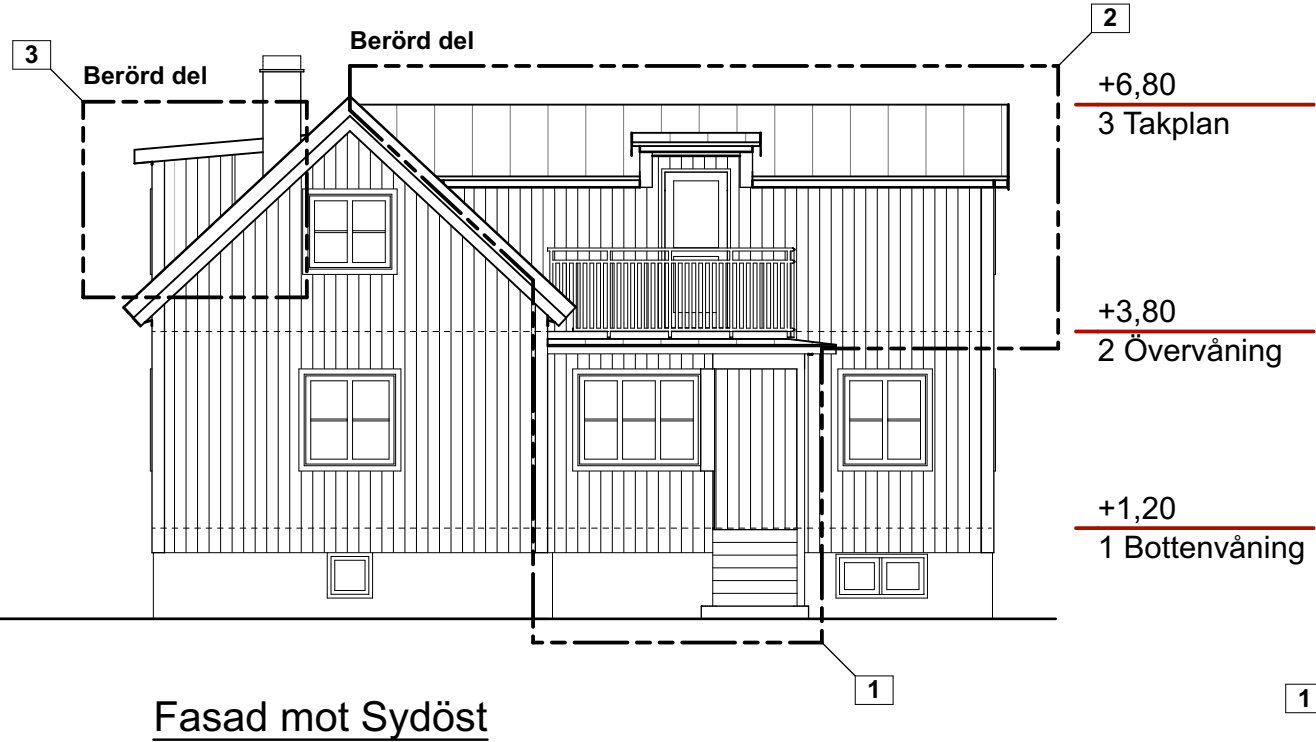 2
3
Berörd del
Berörd del
+6,80
3 Takplan
+3,80
2 Övervåning
+1,20
1 Bottenvåning
1
1
Fasad mot Sydöst